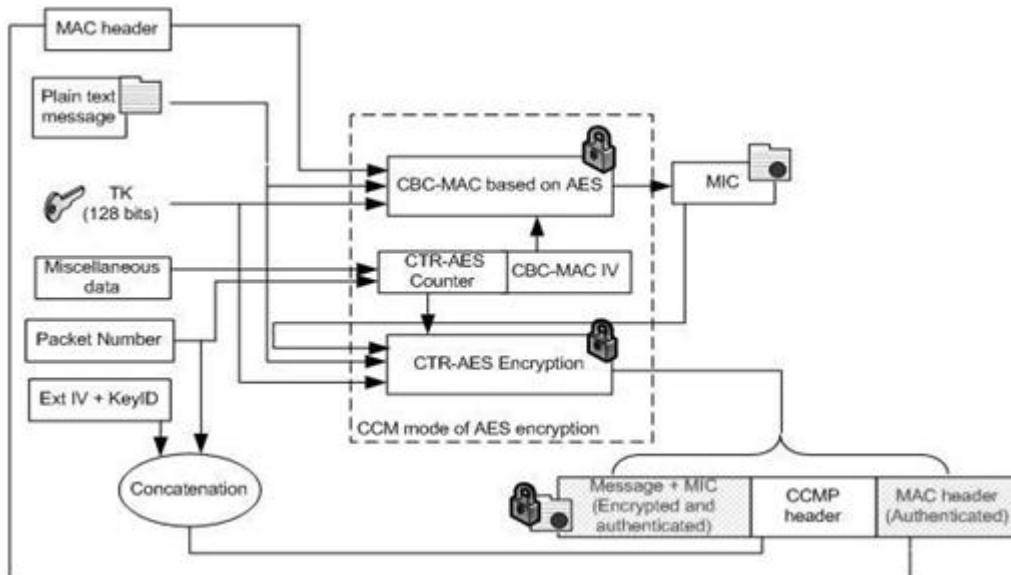 MAC header
Plain text
message
TK
(128 bits)
Miscellaneous
data
Packet Number
Ext IV + KeyID
Concatenation
CBC-MAC based on AES
MIC
CTR-AES
Counter
CBC-MAC IV
CTR-AES Encryption
CCM mode of AES encryption
Message + MIC
(Encrypted and
authenticated)
CCMP
header
MAC header
(Authenticated)